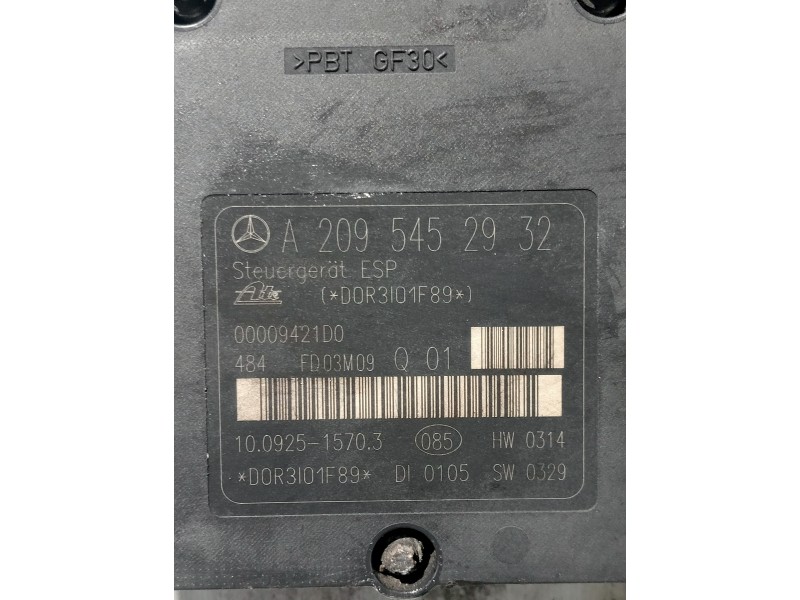 >PBT GF30<
A 209 545 29 32
Steuergerät ESP
Ate (*D0R3I01F89*)
00009421D0
484 FD03M09 Q 01
10.0925-1570.3 085 HW 0314
*D0R3I01F89* DI 0105 SW 0329